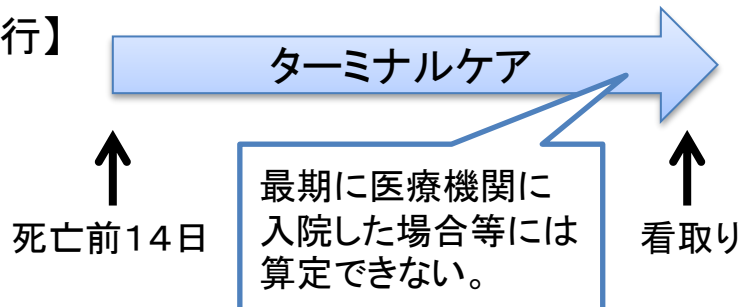 行】
ターミナルケア
最期に医療機関に
入院した場合等には
算定できない。
死亡前14日
看取り